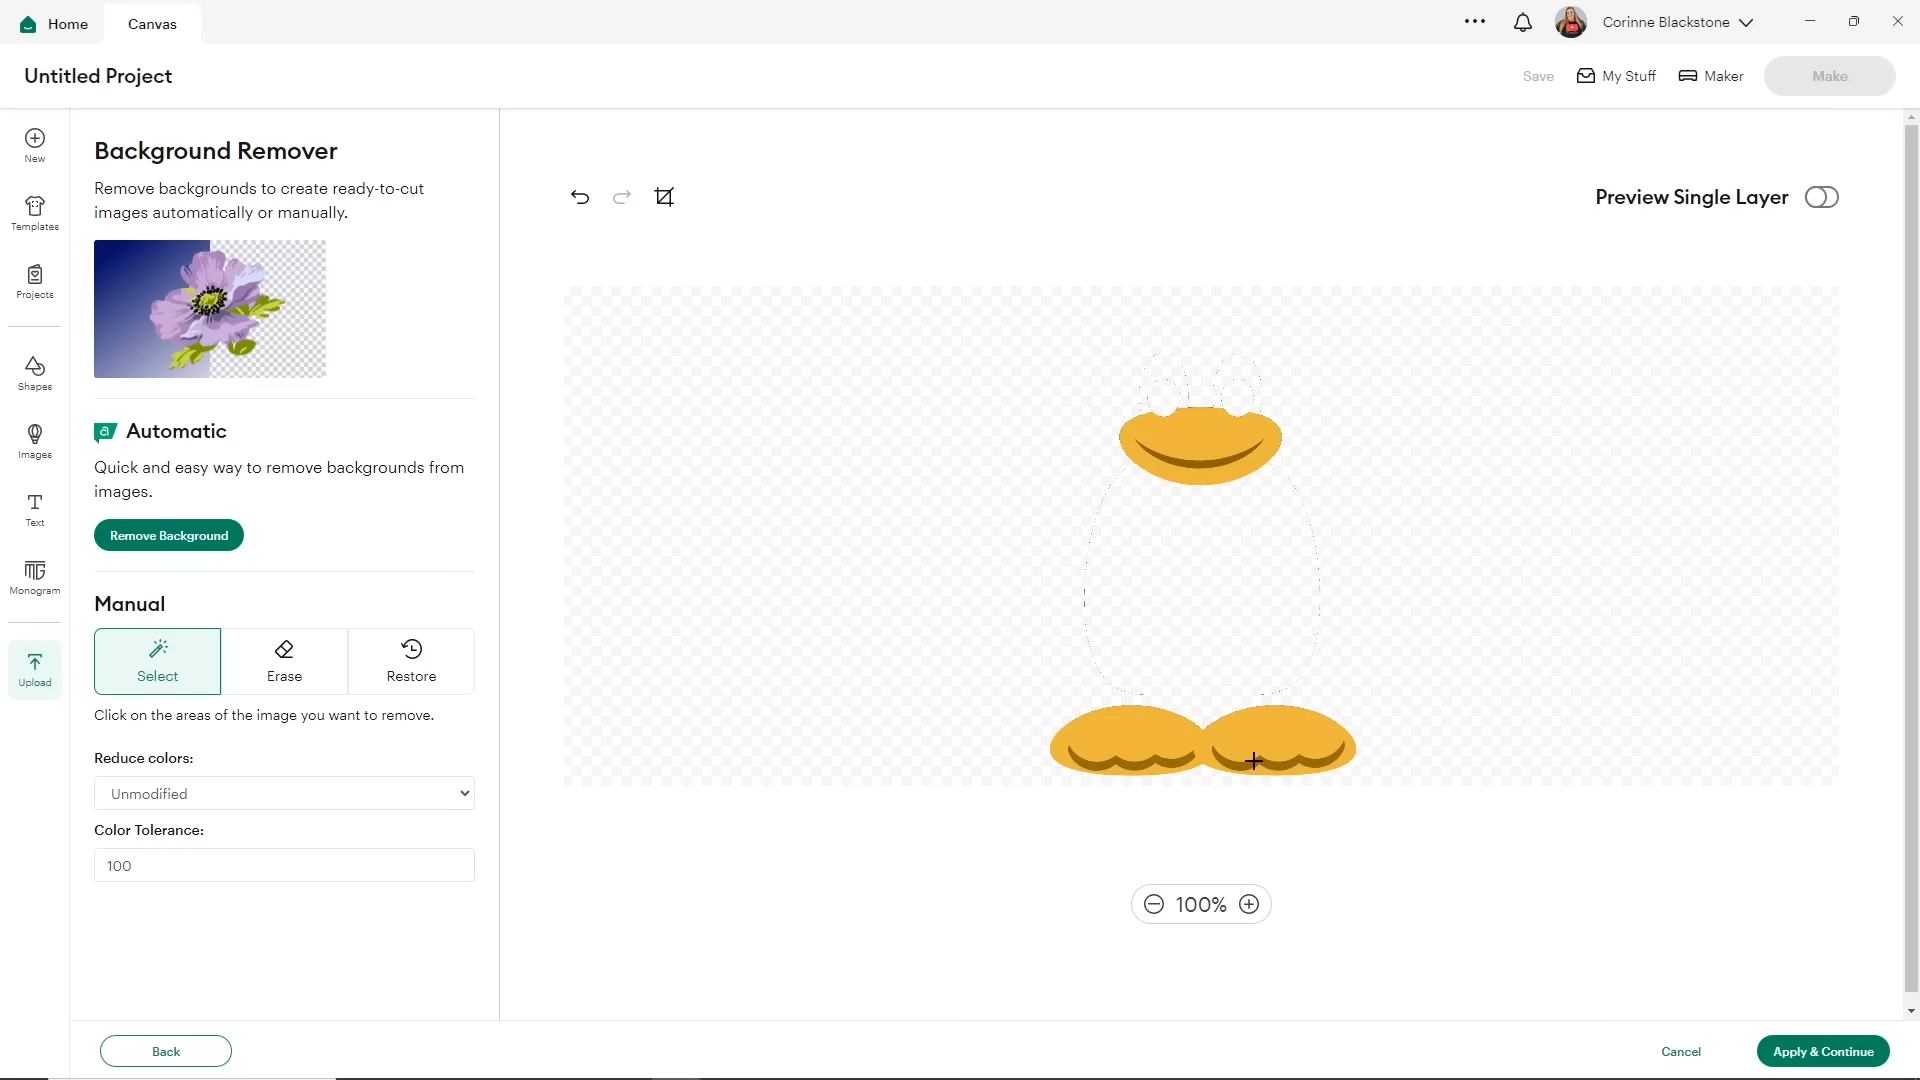 Home
Canvas
Corinne Blackstone
Untitled Project
Save
My Stuff
Maker
Make
New
Templates
Projects
Shapes
Images
Text
Monogram
Upload
Background Remover
Remove backgrounds to create ready-to-cut
images automatically or manually.
a Automatic
Quick and easy way to remove backgrounds from
images.
Remove Background
Manual
Select
Erase
Restore
Click on the areas of the image you want to remove.
Reduce colors:
Unmodified
Color Tolerance:
100
Preview Single Layer
100%
Back
Cancel
Apply & Continue